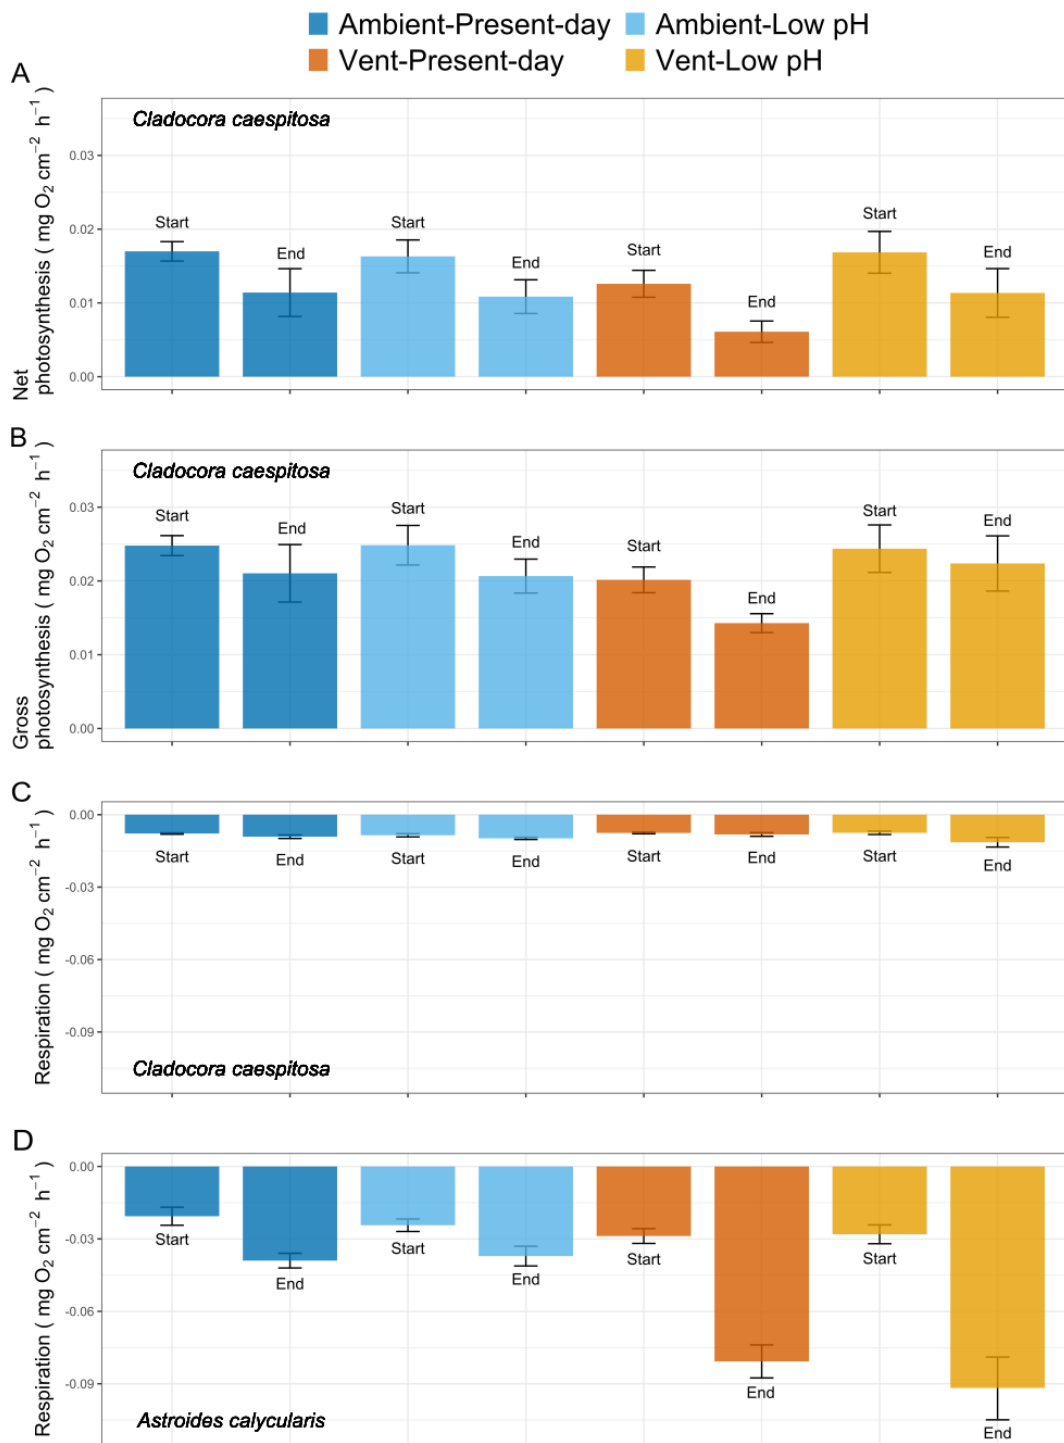 Ambient-Present-day Ambient-Low pH
Vent-Present-day Vent-Low pH
A
Net
photosynthesis ( mg O₂ cm⁻² h⁻¹ )
Cladocora caespitosa
0.03
0.02
0.01
0.00
Start End Start End Start End Start End
B
Gross
photosynthesis ( mg O₂ cm⁻² h⁻¹ )
Cladocora caespitosa
0.03
0.02
0.01
0.00
Start End Start End Start End Start End
C
Respiration ( mg O₂ cm⁻² h⁻¹ )
0.00
-0.03
-0.06
-0.09
Start End Start End Start End Start End
Cladocora caespitosa
D
Respiration ( mg O₂ cm⁻² h⁻¹ )
0.00
-0.03
-0.06
-0.09
Start End Start End Start End Start End
Astroides calycularis